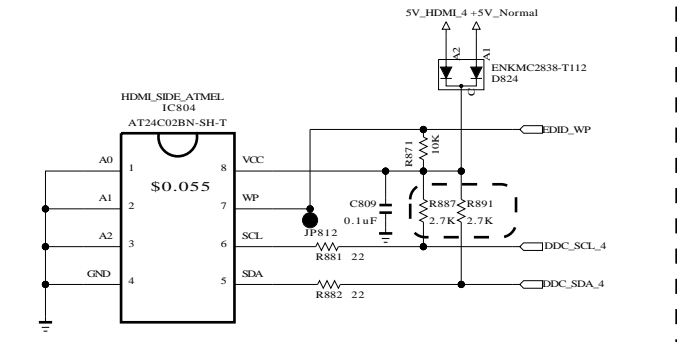 5V_HDMI_4 +5V_Normal
A2
A1
ENKMC2838-T112
D824
C
HDMI_SIDE_ATMEL
IC804
AT24C02BN-SH-T
EDID_WP
R871
10K
A0
1
8
VCC
$0.055
A1
2
7
WP
C809
0.1uF
R887
2.7K
R891
2.7K
JP812
A2
3
6
SCL
DDC_SCL_4
R881 22
GND
4
5
SDA
DDC_SDA_4
R882 22